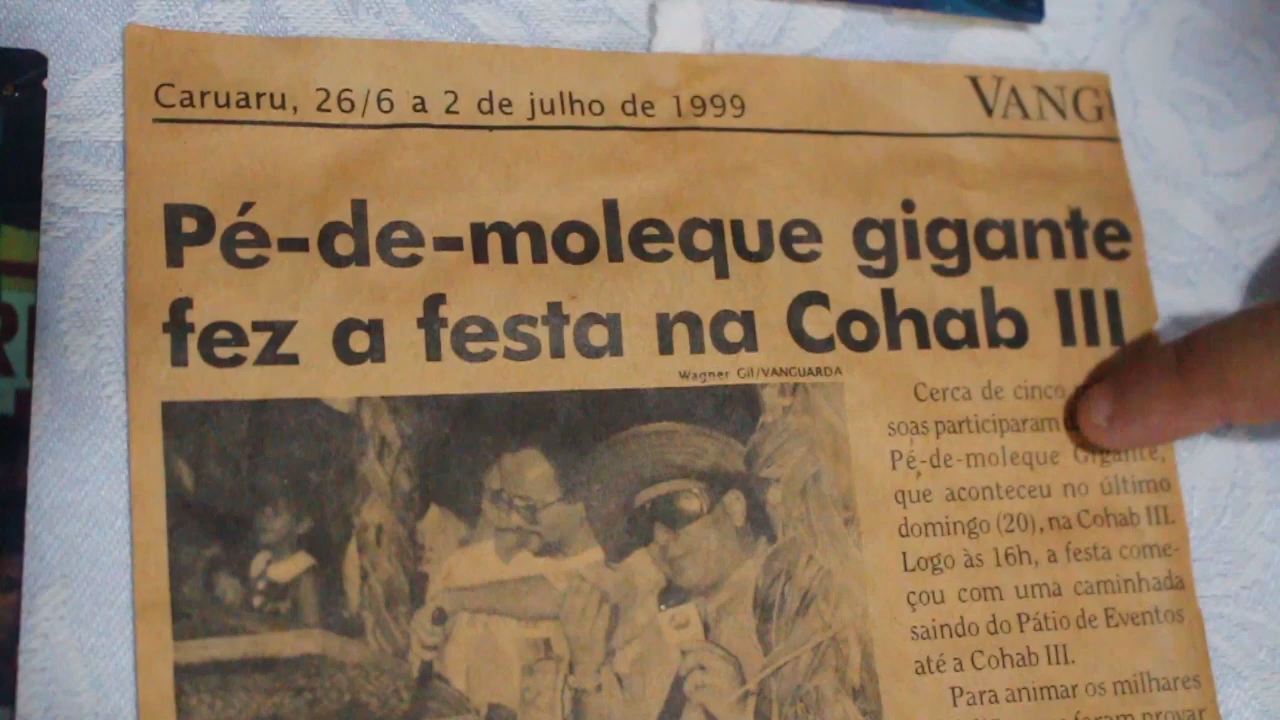 Caruaru, 26/6 a 2 de julho de 1999
VANG
Pé-de-moleque gigante
fez a festa na Cohab III
Wagner Gil/VANGUARDA
Cerca de cinco
soas participaram
Pé-de-moleque Gigante,
que aconteceu no último
domingo (20), na Cohab III.
Logo às 16h, a festa come-
çou com uma caminhada
saindo do Pátio de Eventos
até a Cohab III.
Para animar os milhares
foram provar